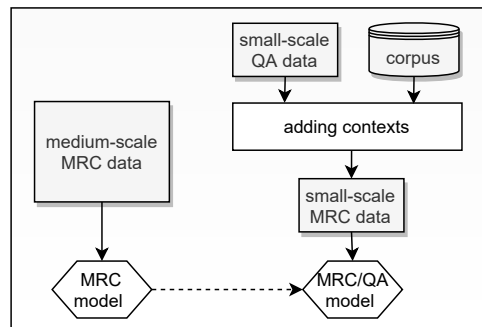 small-scale
QA data
corpus
adding contexts
medium-scale
MRC data
small-scale
MRC data
MRC
model
MRC/QA
model